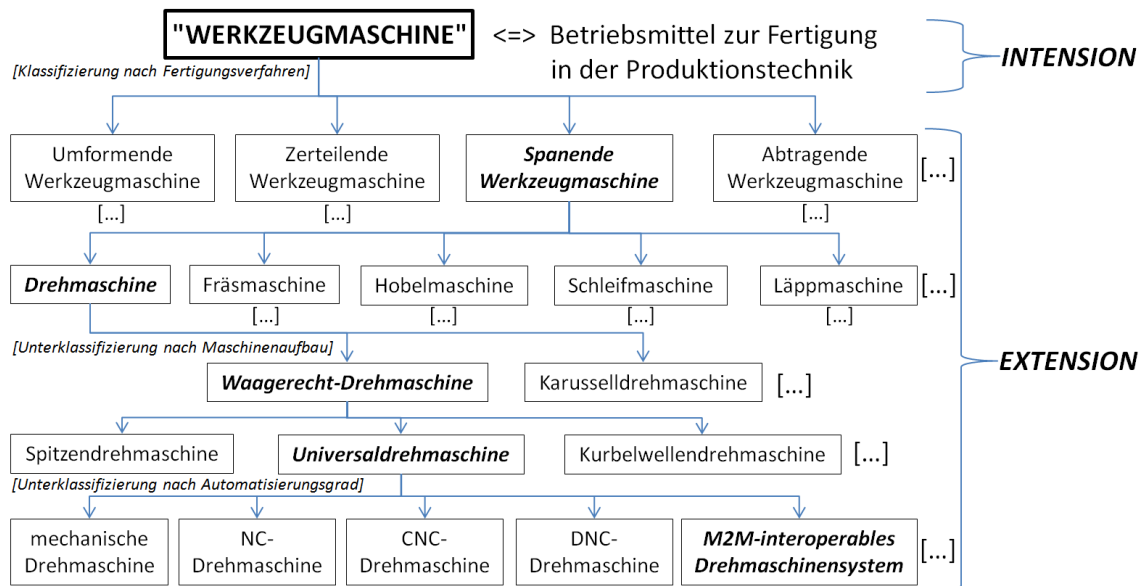 "WERKZEUGMASCHINE" <=> Betriebsmittel zur Fertigung
in der Produktionstechnik
INTENSION
[Klassifizierung nach Fertigungsverfahren]
Umformende
Werkzeugmaschine
[...]
Zerteilende
Werkzeugmaschine
[...]
Spanende
Werkzeugmaschine
Abtragende
Werkzeugmaschine
[...]
[...]
Drehmaschine
Fräsmaschine
[...]
Hobelmaschine
[...]
Schleifmaschine
[...]
Läppmaschine
[...]
[...]
[Unterklassifizierung nach Maschinenaufbau]
EXTENSION
Waagerecht-Drehmaschine
Karusselldrehmaschine
[...]
Spitzendrehmaschine
Universaldrehmaschine
Kurbelwellendrehmaschine
[...]
[Unterklassifizierung nach Automatisierungsgrad]
mechanische
Drehmaschine
NC-
Drehmaschine
CNC-
Drehmaschine
DNC-
Drehmaschine
M2M-interoperables
Drehmaschinensystem
[...]